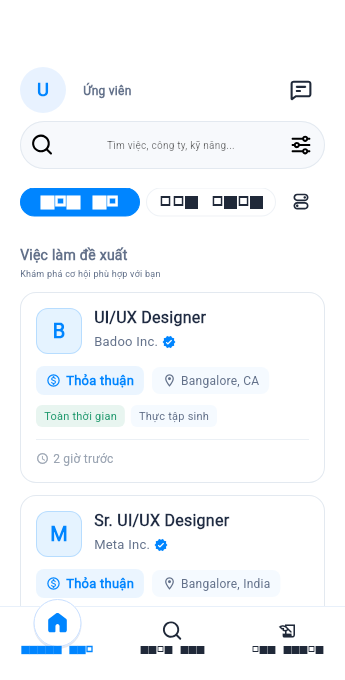 U
Ứng viên
Tìm việc, công ty, kỹ năng...
Việc làm đề xuất
Khám phá cơ hội phù hợp với bạn
B
UI/UX Designer
Badoo Inc.
Thỏa thuận
Bangalore, CA
Toàn thời gian
Thực tập sinh
2 giờ trước
M
Sr. UI/UX Designer
Meta Inc.
Thỏa thuận
Bangalore, India